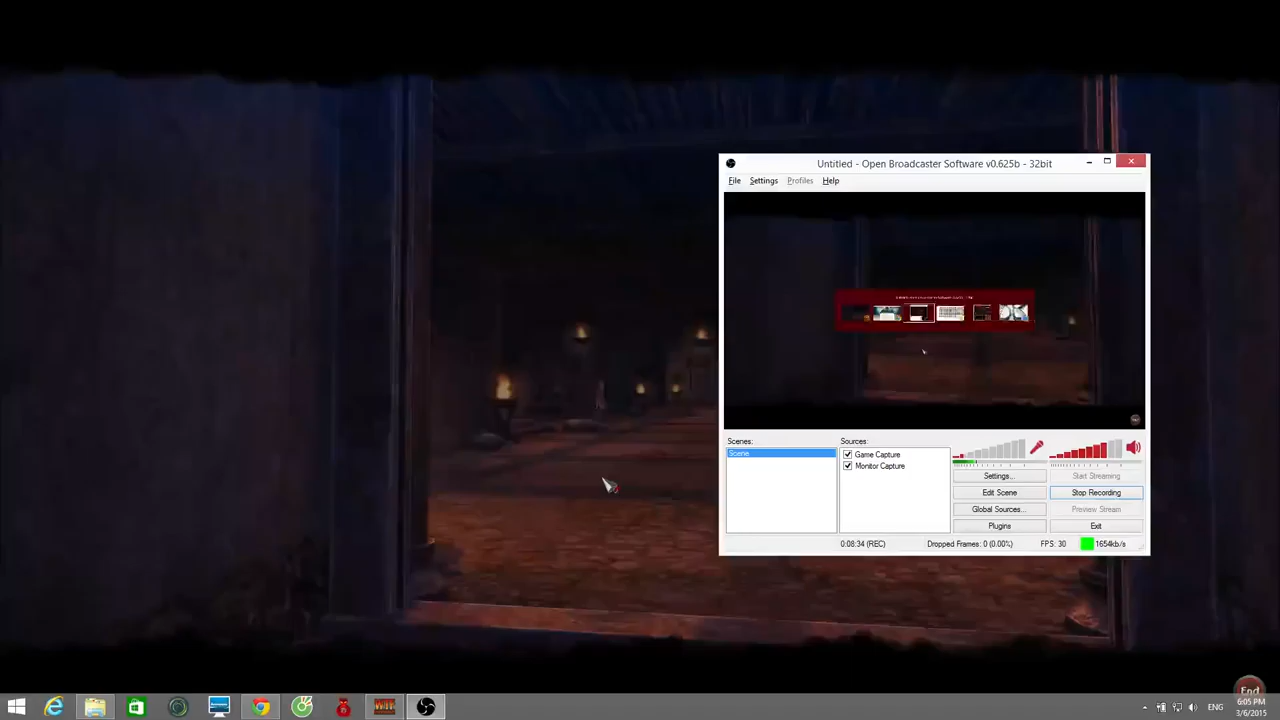 Untitled - Open Broadcaster Software v0.625b - 32bit
File Settings Profiles Help
Scenes:
Sources:
Scene
Game Capture
Monitor Capture
Settings...
Start Streaming
Edit Scene
Stop Recording
Global Sources...
Preview Stream
Plugins
Exit
0:08:34 (REC)
Dropped Frames: 0 (0.00%)
FPS: 30
1654kb/s
End
ENG
6:05 PM
3/6/2015